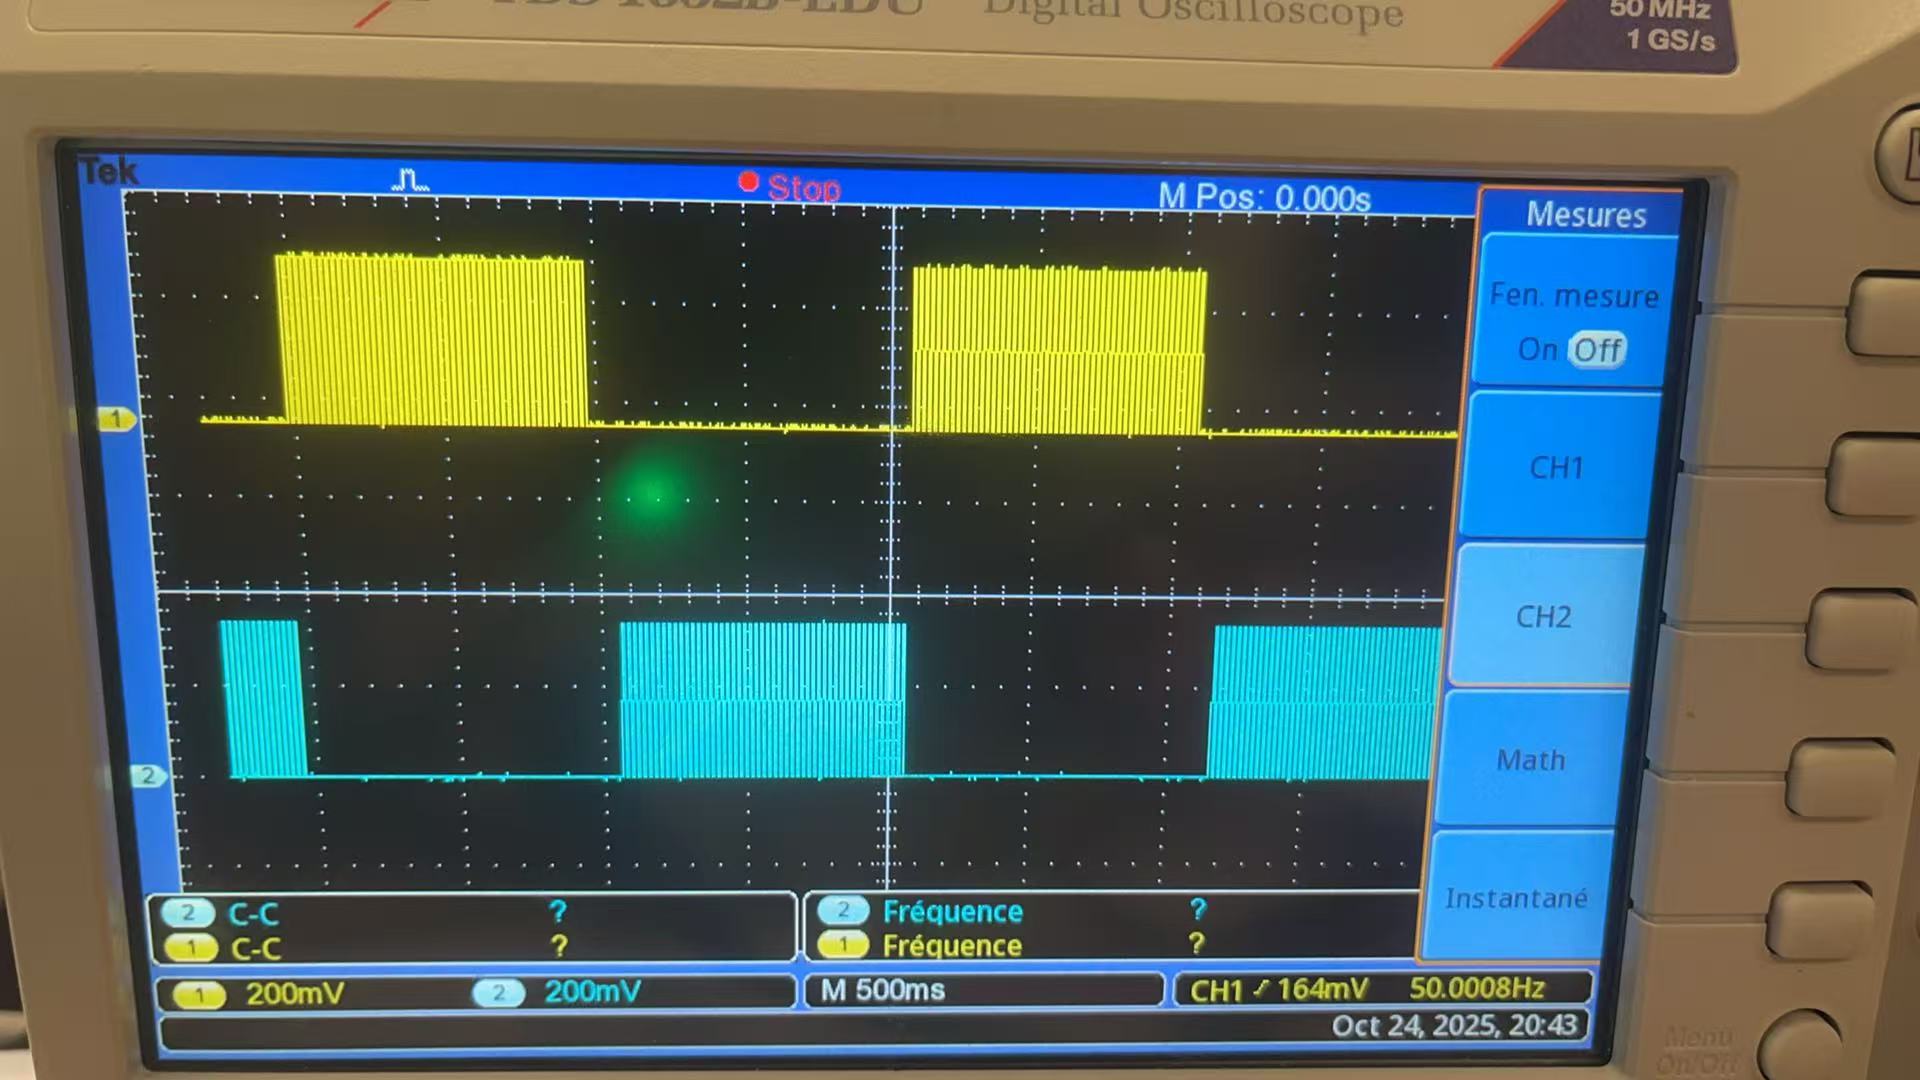 TBS 1052B-EDU Digital Oscilloscope
50 MHz
1 GS/s
Tek
Stop
M Pos: 0.000s
Mesures
Fen. mesure
On Off
CH1
CH2
Math
Instantané
1
2
2 C-C ?
1 C-C ?
2 Fréquence ?
1 Fréquence ?
1 200mV
2 200mV
M 500ms
CH1 164mV 50.0008Hz
Oct 24, 2025, 20:43
Menu
On/Off